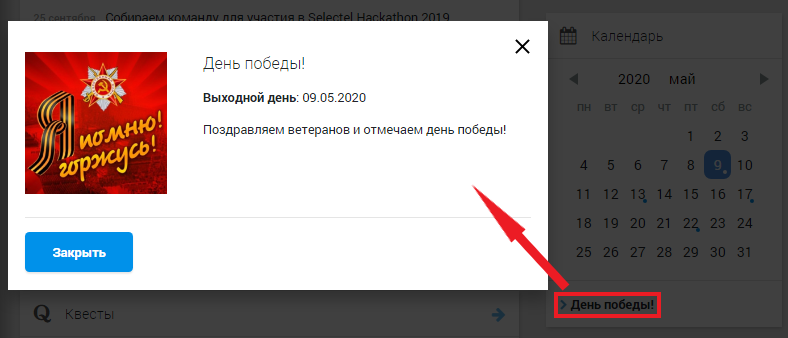 25 сентября Собираем команду для участия в Selectel Hackathon 2019
День победы!
Выходной день: 09.05.2020
Поздравляем ветеранов и отмечаем день победы!
Я помню!
горжусь!
Закрыть
Квесты
Календарь
2020 май
пн вт ср чт пт сб вс
1 2 3
4 5 6 7 8 9 10
11 12 13 14 15 16 17
18 19 20 21 22 23 24
25 26 27 28 29 30 31
День победы!